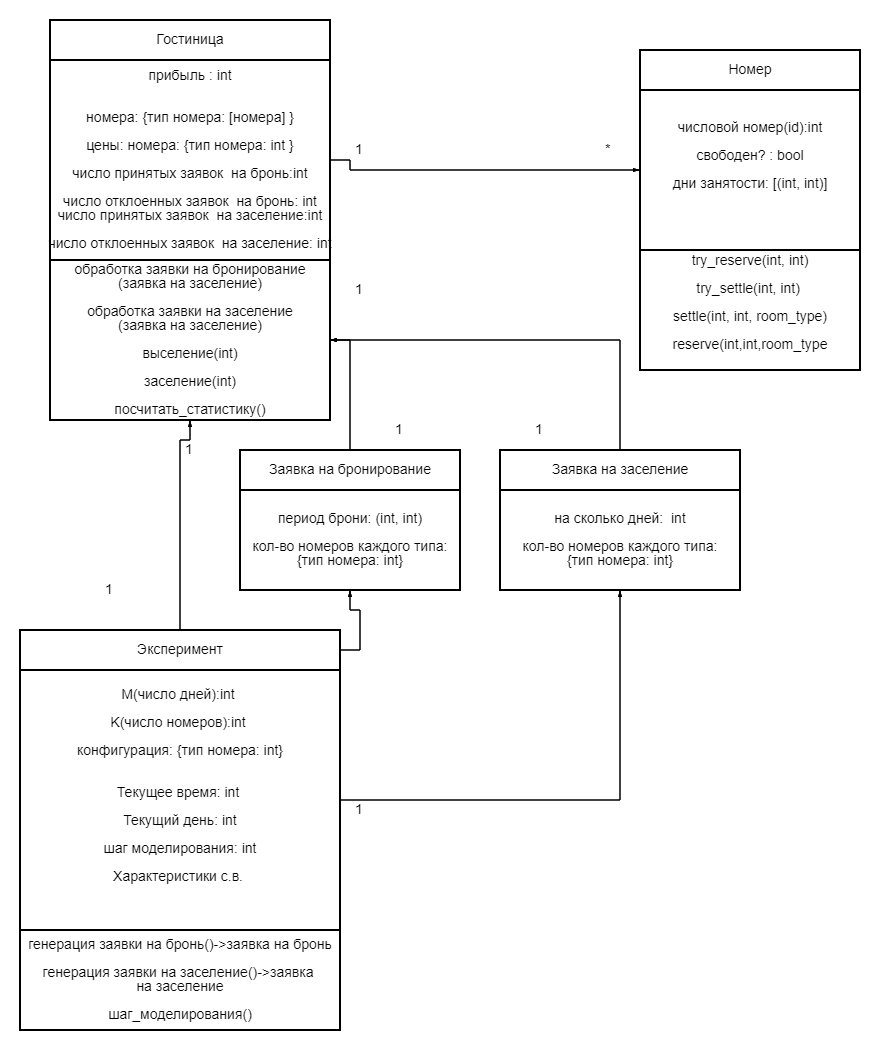 Гостиница
прибыль : int
номера: {тип номера: [номера] }
цены: номера: {тип номера: int }
число принятых заявок на бронь:int
число отклоенных заявок на бронь: int
число принятых заявок на заселение:int
число отклоенных заявок на заселение: int
обработка заявки на бронирование
(заявка на заселение)
обработка заявки на заселение
(заявка на заселение)
выселение(int)
заселение(int)
посчитать_статистику()
1
*
Номер
числовой номер(id):int
свободен? : bool
дни занятости: [(int, int)]
try_reserve(int, int)
try_settle(int, int)
settle(int, int, room_type)
reserve(int,int,room_type
1
1
1
1
Заявка на бронирование
период брони: (int, int)
кол-во номеров каждого типа:
{тип номера: int}
Заявка на заселение
на сколько дней: int
кол-во номеров каждого типа:
{тип номера: int}
1
Эксперимент
M(число дней):int
K(число номеров):int
конфигурация: {тип номера: int}
Текущее время: int
Текущий день: int
шаг моделирования: int
Характеристики с.в.
генерация заявки на бронь()->заявка на бронь
генерация заявки на заселение()->заявка
на заселение
шаг_моделирования()
1